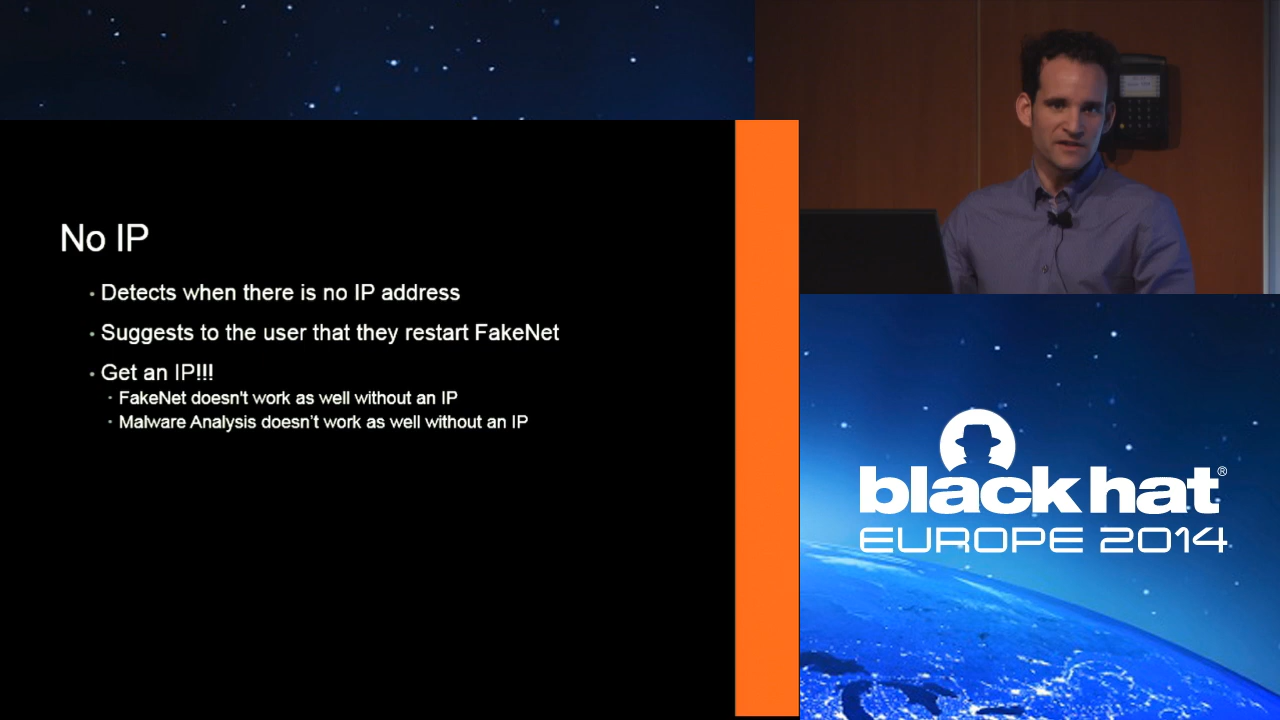 No IP
• Detects when there is no IP address
• Suggests to the user that they restart FakeNet
• Get an IP!!!
• FakeNet doesn't work as well without an IP
• Malware Analysis doesn't work as well without an IP
black hat®
EUROPE 2014